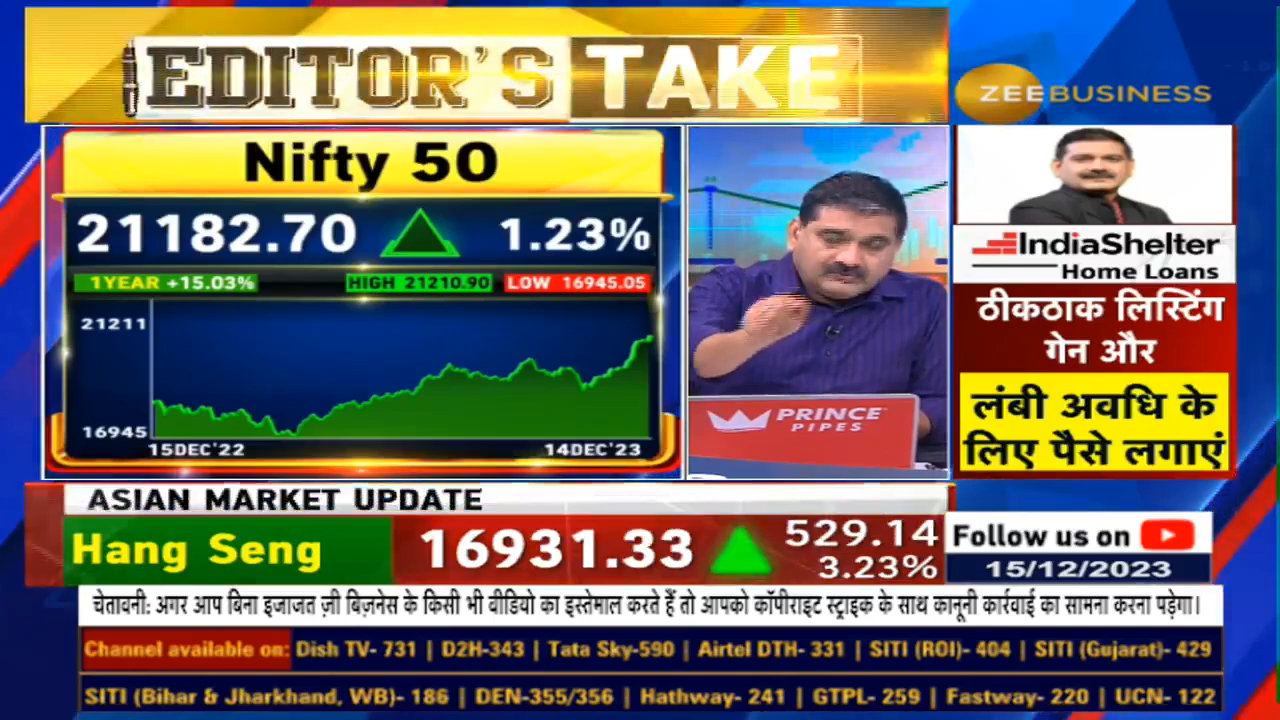 EDITOR'S TAKE
ZEEBUSINESS
Nifty 50
21182.70 1.23%
1YEAR +15.03% HIGH 21210.90 LOW 16945.05
21211
16945
15DEC'22 14DEC'23
PRINCE
PIPES
IndiaShelter
Home Loans
ठीकठाक लिस्टिंग
गेन और
लंबी अवधि के
लिए पैसे लगाएं
ASIAN MARKET UPDATE
Hang Seng 16931.33 529.14
3.23%
Follow us on
15/12/2023
चेतावनी: अगर आप बिना इजाजत ज़ी बिज़नेस के किसी भी वीडियो का इस्तेमाल करते हैं तो आपको कॉपीराइट स्ट्राइक के साथ कानूनी कार्रवाई का सामना करना पड़ेगा।
Channel available on: Dish TV- 731 | D2H-343 | Tata Sky-590 | Airtel DTH- 331 | SITI (ROI)- 404 | SITI (Gujarat)- 429
SITI (Bihar & Jharkhand, WB)- 186 | DEN-355/356 | Hathway- 241 | GTPL- 259 | Fastway- 220 | UCN- 122